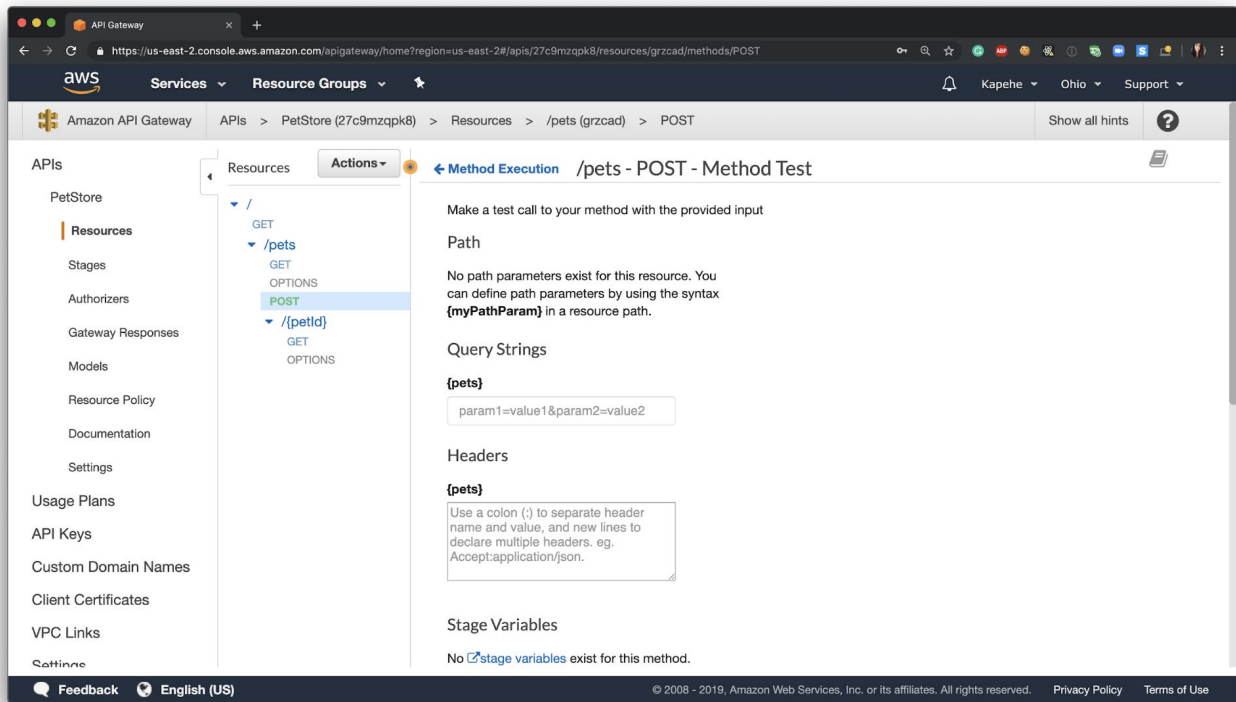 API Gateway
https://us-east-2.console.aws.amazon.com/apigateway/home?region=us-east-2#/apis/27c9mzqpk8/resources/grzcad/methods/POST
aws Services Resource Groups Kapehe Ohio Support
Amazon API Gateway APIs > PetStore (27c9mzqpk8) > Resources > /pets (grzcad) > POST Show all hints ?
APIs
PetStore
Resources
Stages
Authorizers
Gateway Responses
Models
Resource Policy
Documentation
Settings
Usage Plans
API Keys
Custom Domain Names
Client Certificates
VPC Links
Settings
Resources Actions
/
GET
/pets
GET
OPTIONS
POST
/{petId}
GET
OPTIONS
Method Execution /pets - POST - Method Test
Make a test call to your method with the provided input
Path
No path parameters exist for this resource. You
can define path parameters by using the syntax
{myPathParam} in a resource path.
Query Strings
{pets}
param1=value1&param2=value2
Headers
{pets}
Use a colon (:) to separate header
name and value, and new lines to
declare multiple headers. eg.
Accept:application/json.
Stage Variables
No stage variables exist for this method.
Feedback English (US) © 2008 - 2019, Amazon Web Services, Inc. or its affiliates. All rights reserved. Privacy Policy Terms of Use